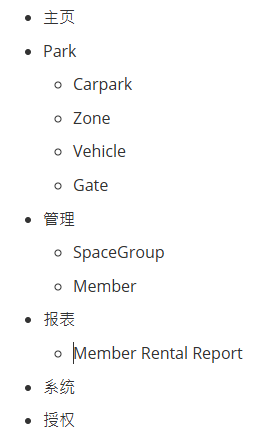 主页
Park
Carpark
Zone
Vehicle
Gate
管理
SpaceGroup
Member
报表
Member Rental Report
系统
授权